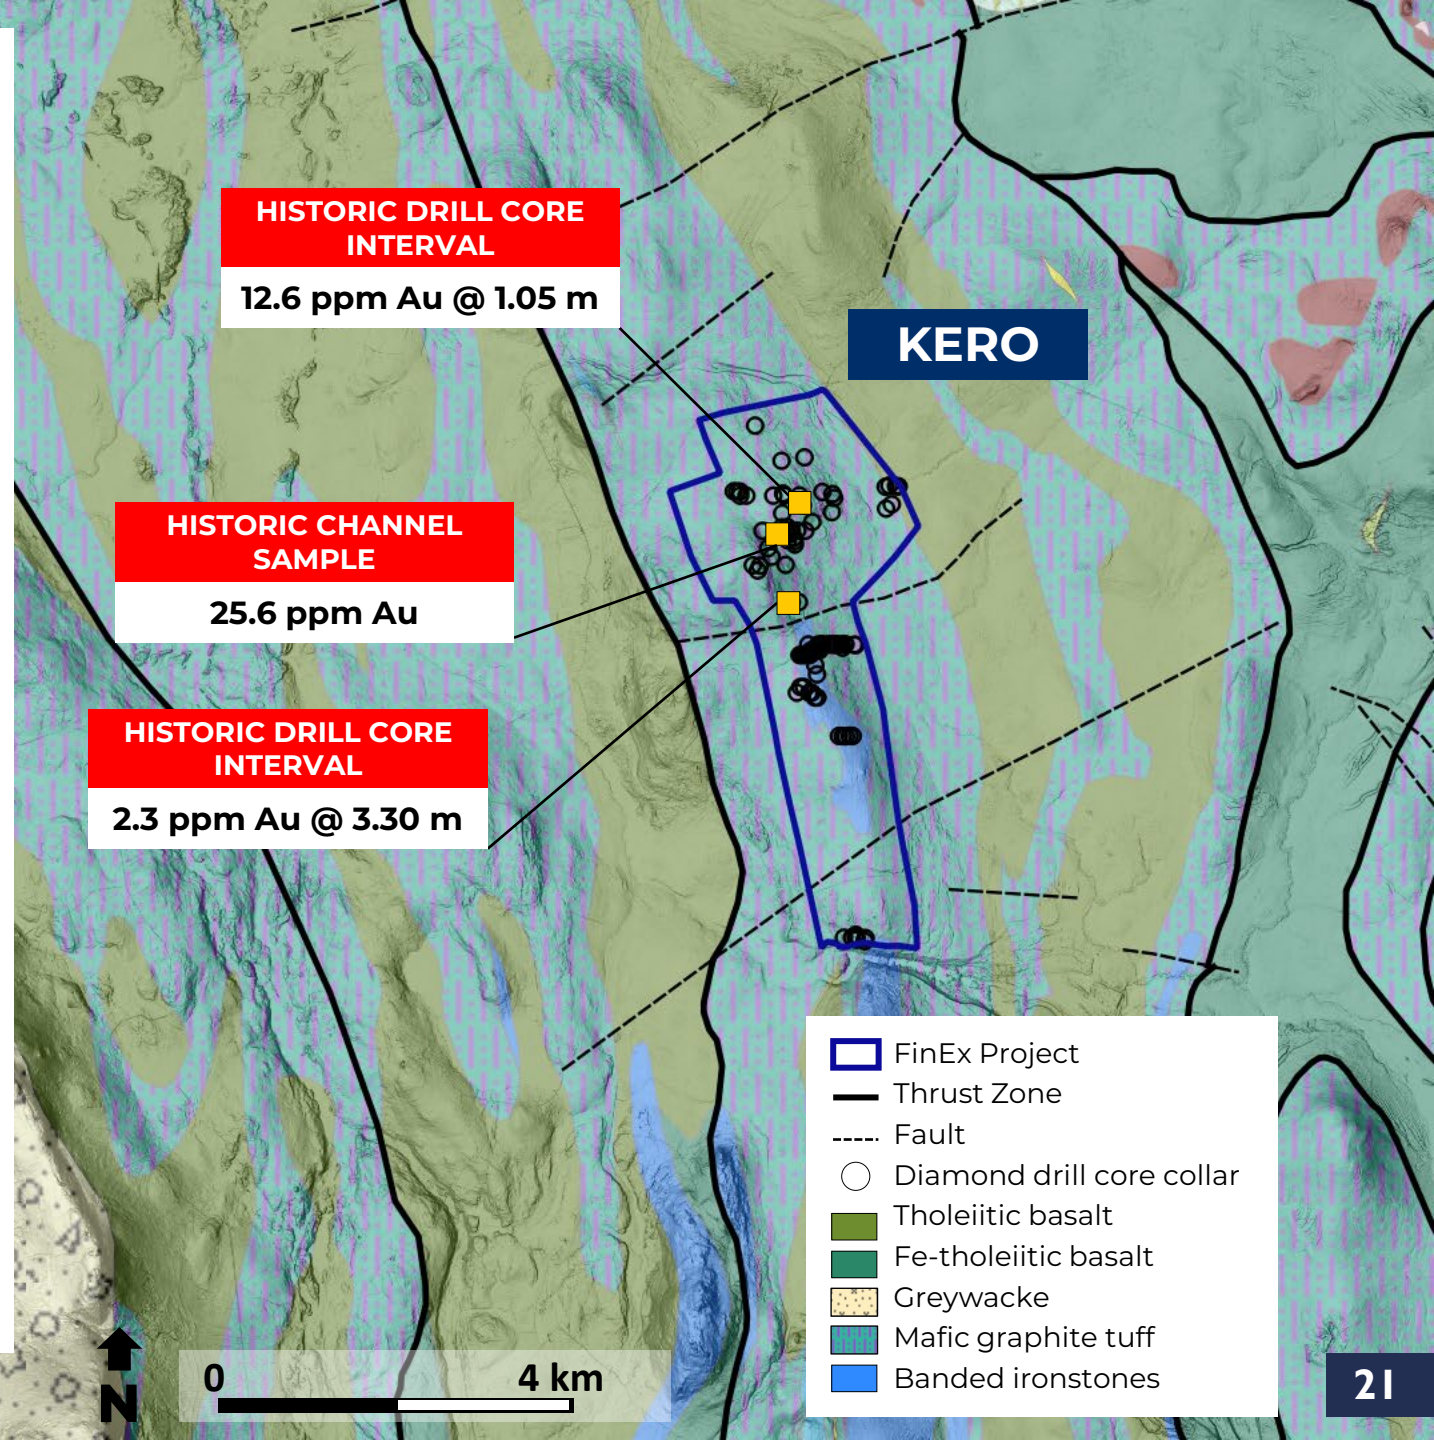 HISTORIC DRILL CORE
INTERVAL
12.6 ppm Au @ 1.05 m
KERO
HISTORIC CHANNEL
SAMPLE
25.6 ppm Au
HISTORIC DRILL CORE
INTERVAL
2.3 ppm Au @ 3.30 m
FinEx Project
Thrust Zone
Fault
Diamond drill core collar
Tholeiitic basalt
Fe-tholeiitic basalt
Greywacke
Mafic graphite tuff
Banded ironstones
N
0 4 km
21